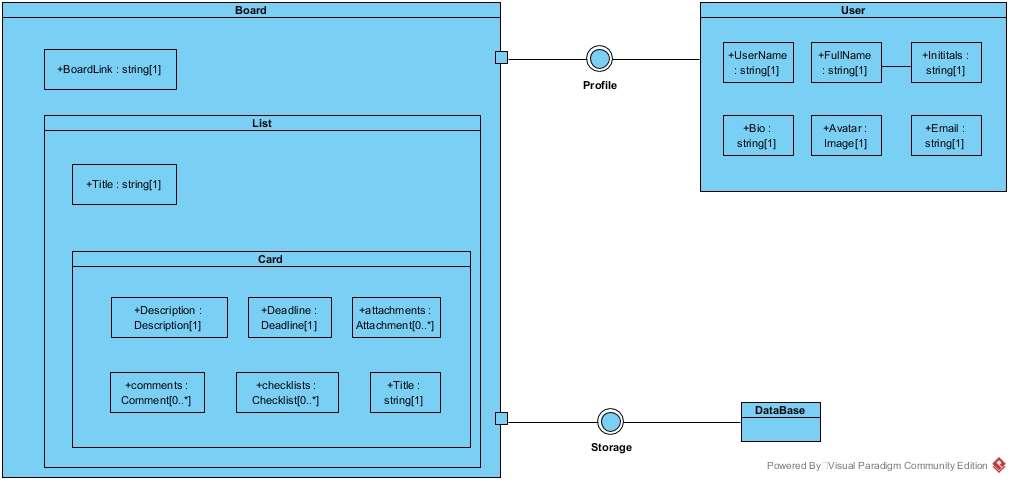 Board
User
+BoardLink : string[1]
+UserName
: string[1]
+FullName
: string[1]
+Inititals :
string[1]
Profile
+Bio :
string[1]
+Avatar :
Image[1]
+Email :
string[1]
List
+Title : string[1]
Card
+Description :
Description[1]
+Deadline :
Deadline[1]
+attachments :
Attachment[0..*]
+comments :
Comment[0..*]
+checklists :
Checklist[0..*]
+Title :
string[1]
Storage
DataBase
Powered By Visual Paradigm Community Edition